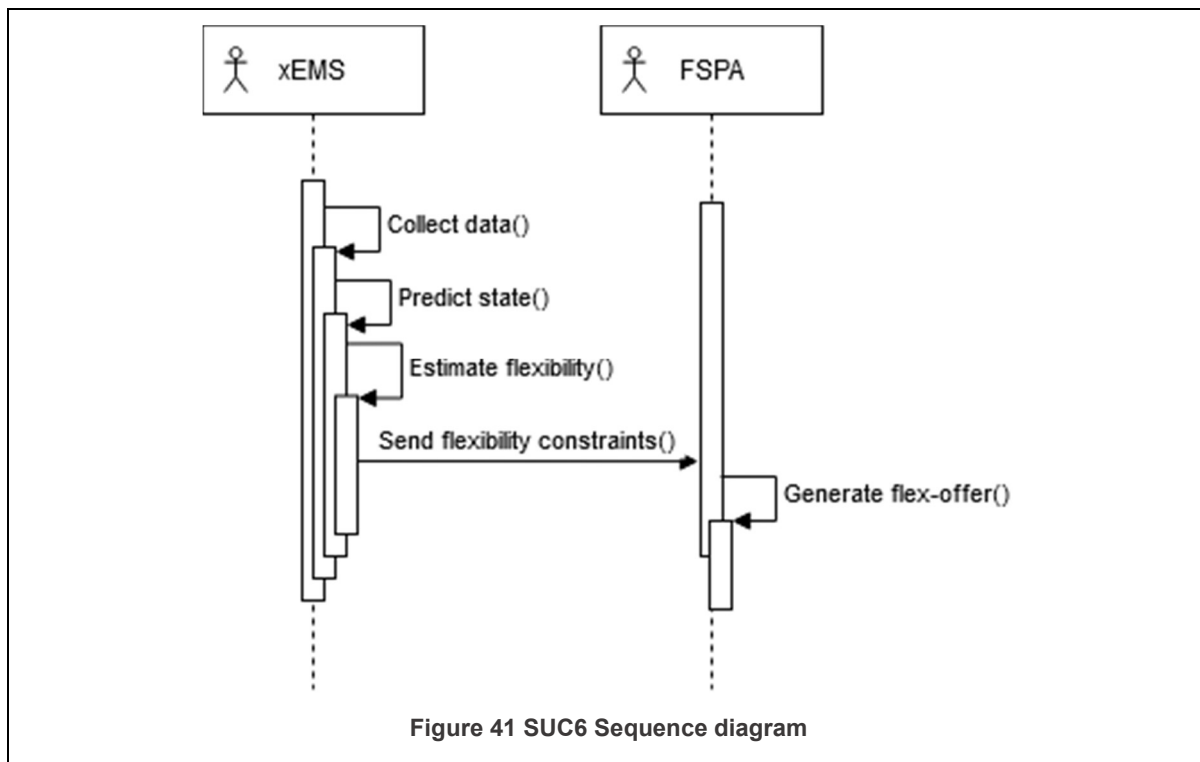 xEMS
FSPA
Collect data()
Predict state()
Estimate flexibility()
Send flexibility constraints()
Generate flex-offer()
Figure 41 SUC6 Sequence diagram